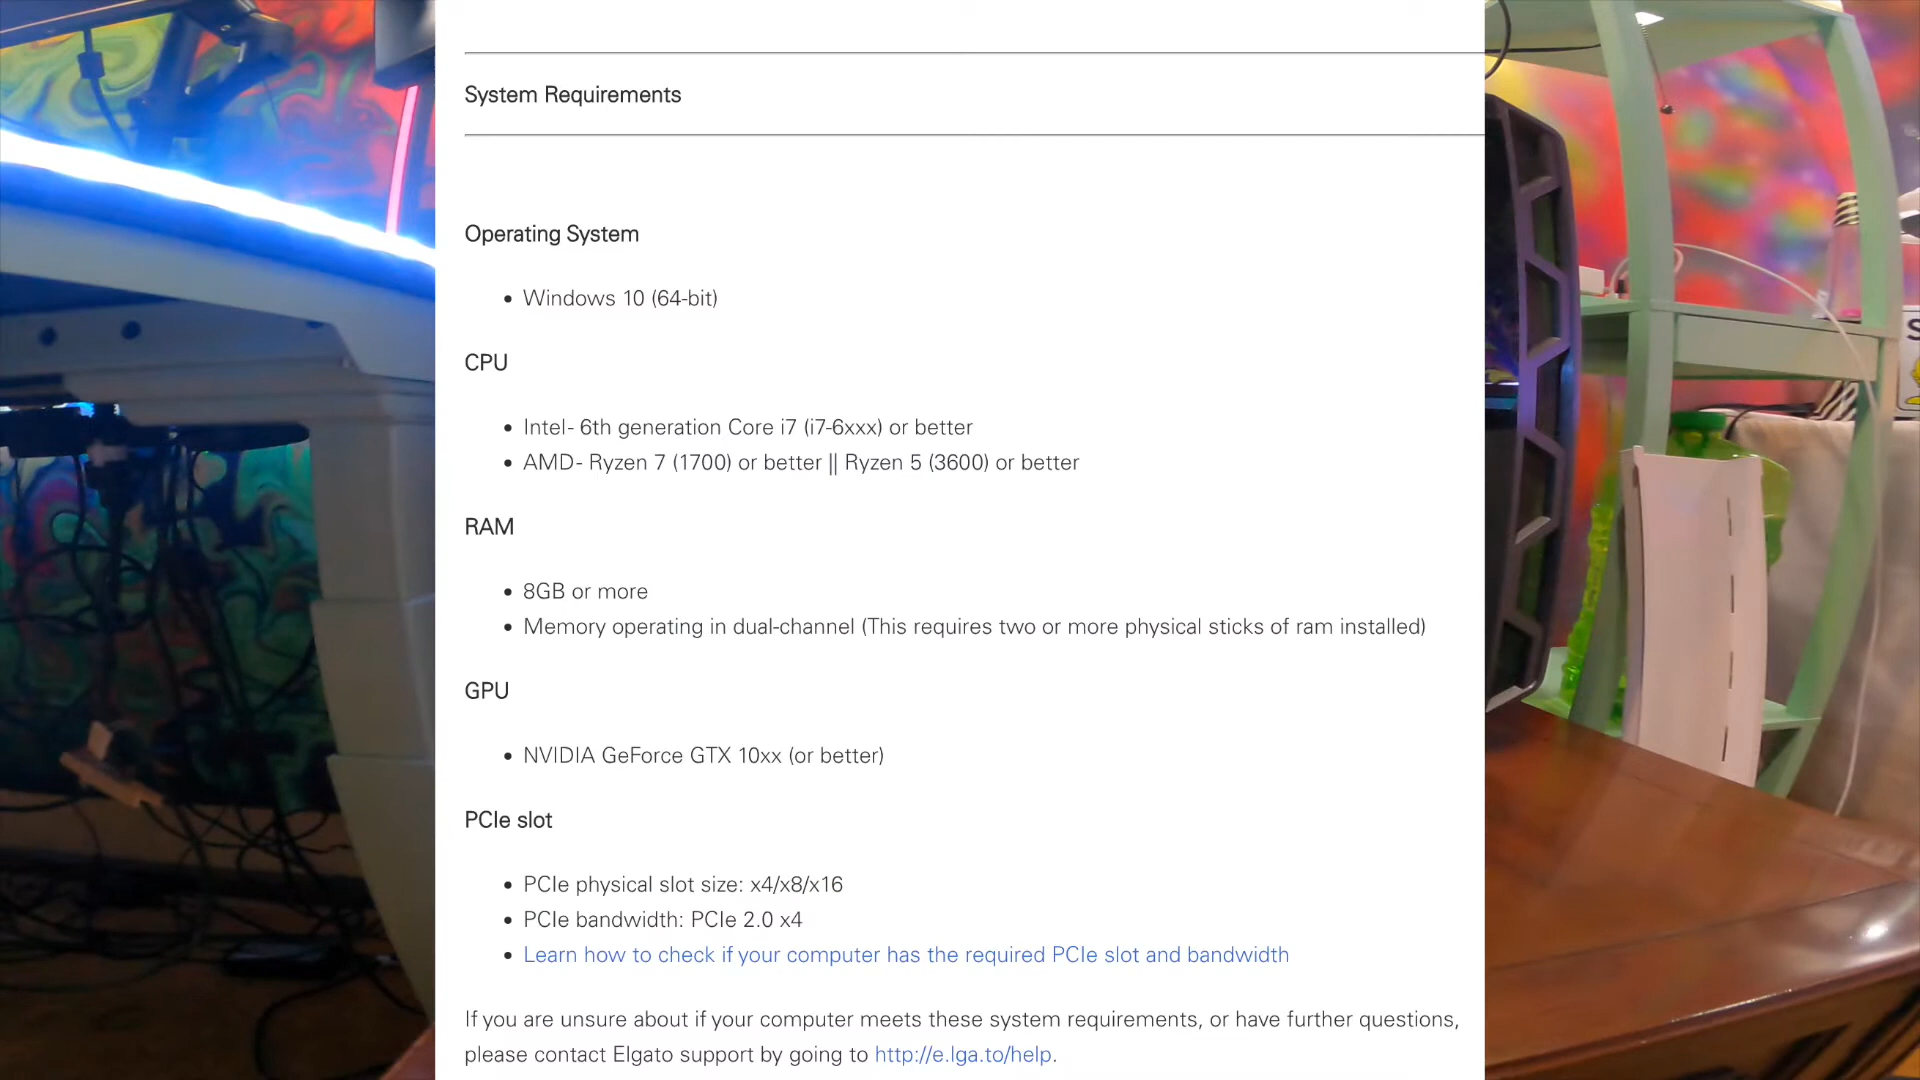 System Requirements
Operating System
• Windows 10 (64-bit)
CPU
• Intel- 6th generation Core i7 (i7-6xxx) or better
• AMD- Ryzen 7 (1700) or better || Ryzen 5 (3600) or better
RAM
• 8GB or more
• Memory operating in dual-channel (This requires two or more physical sticks of ram installed)
GPU
• NVIDIA GeForce GTX 10xx (or better)
PCIe slot
• PCIe physical slot size: x4/x8/x16
• PCIe bandwidth: PCIe 2.0 x4
• Learn how to check if your computer has the required PCIe slot and bandwidth
If you are unsure about if your computer meets these system requirements, or have further questions,
please contact Elgato support by going to http://e.lga.to/help.